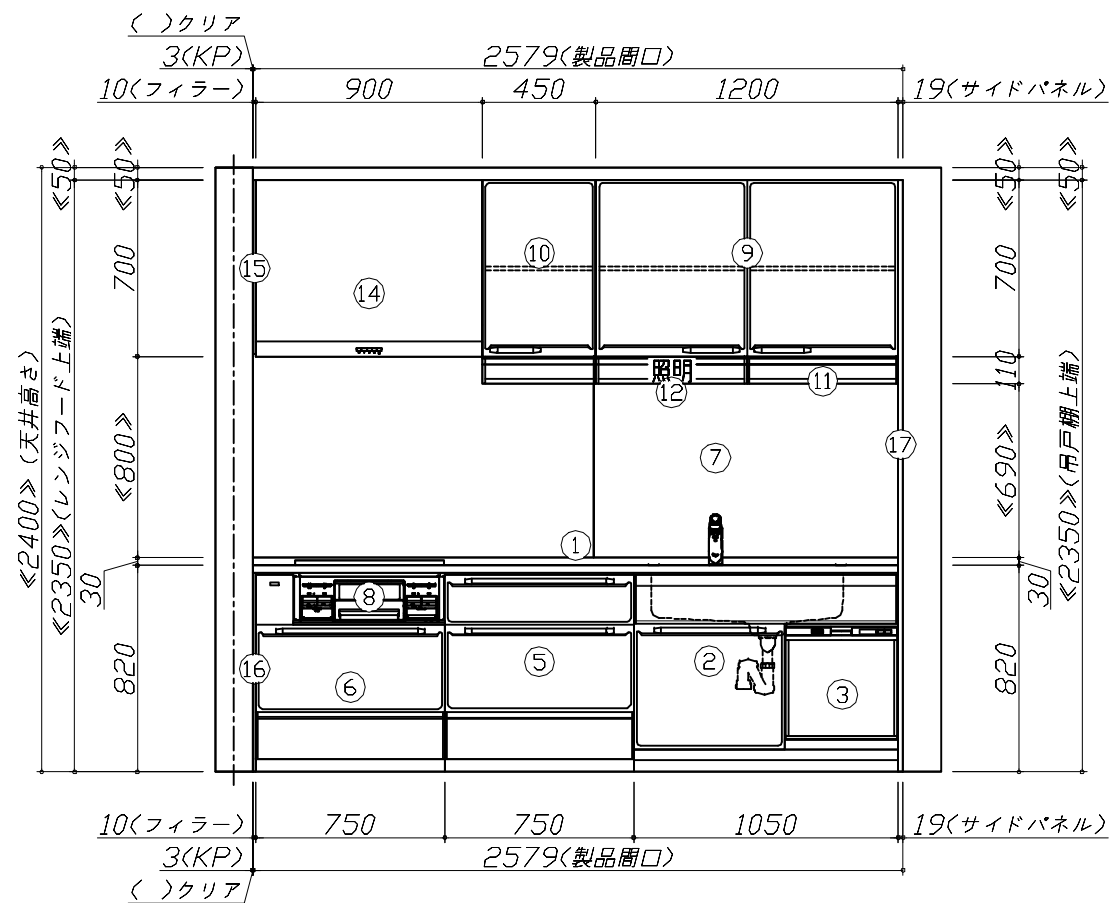 ( )クリア
3(KP)
2579(製品間口)
10(フィラー)
900
450
1200
19(サイドパネル)
≪2400≫(天井高さ)
≪50≫
≪2350≫(レンジフード上端)
≪50≫
700
≪800≫
30
820
15
14
10
9
照明
12
11
17
7
1
8
16
6
5
2
3
≪50≫
700
110
≪690≫
30
820
≪50≫
≪2350≫(吊戸棚上端)
10(フィラー)
750
750
1050
19(サイドパネル)
3(KP)
2579(製品間口)
( )クリア